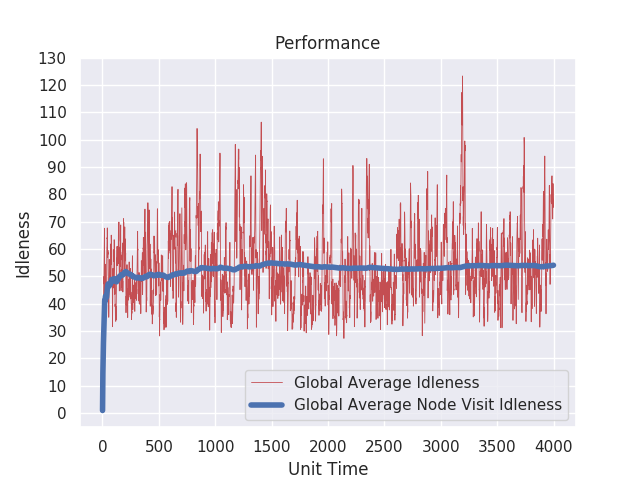 Performance
130
120
110
100
90
80
70
60
50
40
30
20
10
0
Idleness
Global Average Idleness
Global Average Node Visit Idleness
0 500 1000 1500 2000 2500 3000 3500 4000
Unit Time